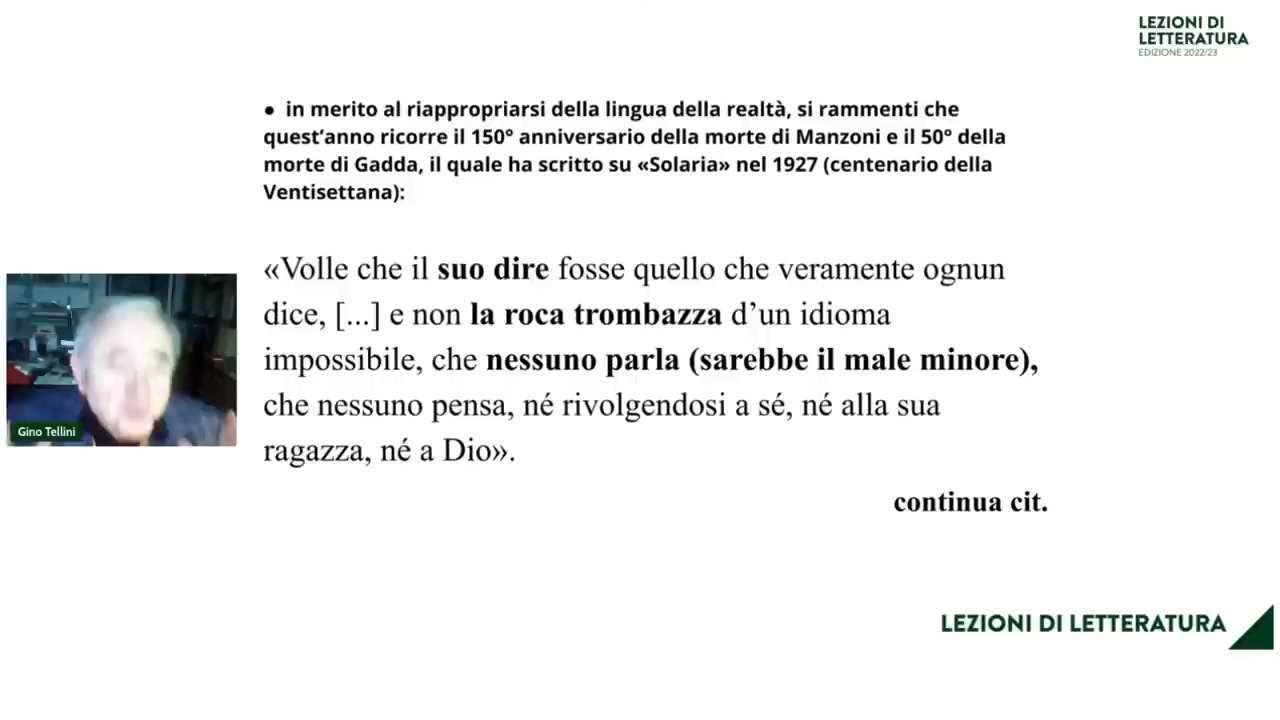 LEZIONI DI
LETTERATURA
EDIZIONE 2022/23
● in merito al riappropriarsi della lingua della realtà, si rammenti che
quest’anno ricorre il 150° anniversario della morte di Manzoni e il 50° della
morte di Gadda, il quale ha scritto su «Solaria» nel 1927 (centenario della
Ventisettana):
«Volle che il suo dire fosse quello che veramente ognun
dice, [...] e non la roca trombazza d’un idioma
impossibile, che nessuno parla (sarebbe il male minore),
che nessuno pensa, né rivolgendosi a sé, né alla sua
ragazza, né a Dio».
continua cit.
Gino Tellini
LEZIONI DI LETTERATURA